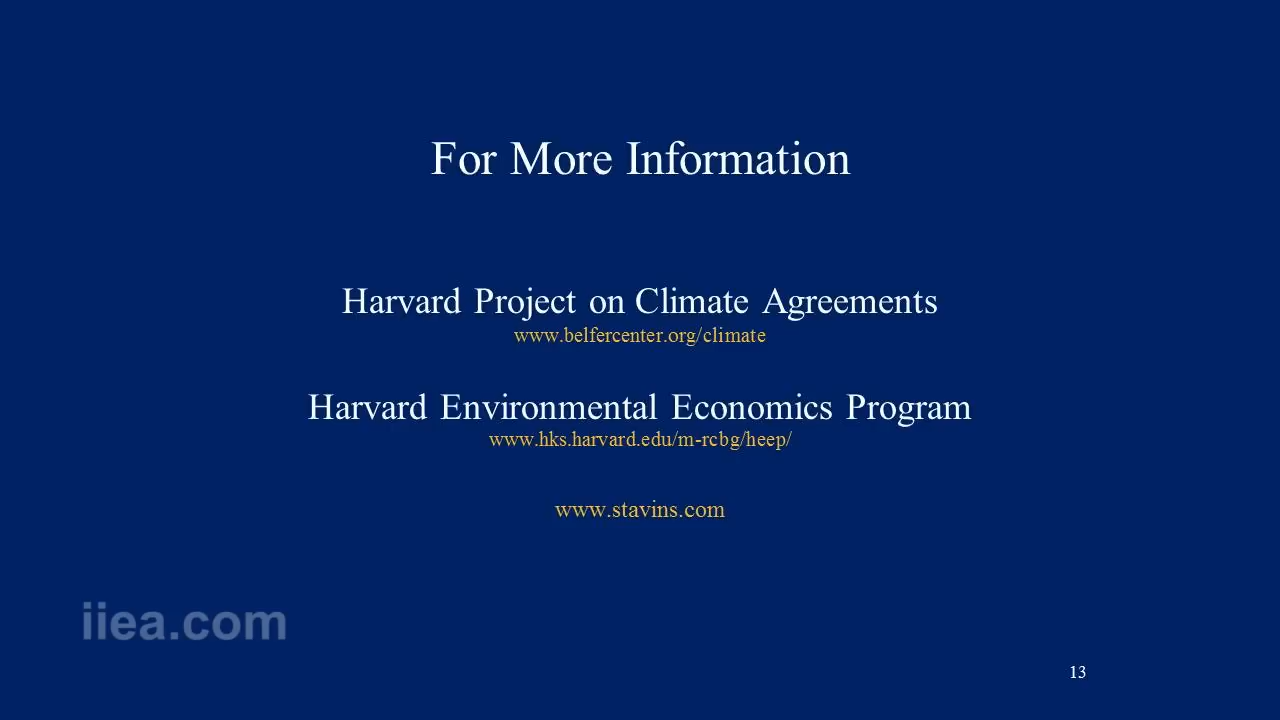 For More Information
Harvard Project on Climate Agreements
www.belfercenter.org/climate
Harvard Environmental Economics Program
www.hks.harvard.edu/m-rcbg/heep/
www.stavins.com
iiea.com
13